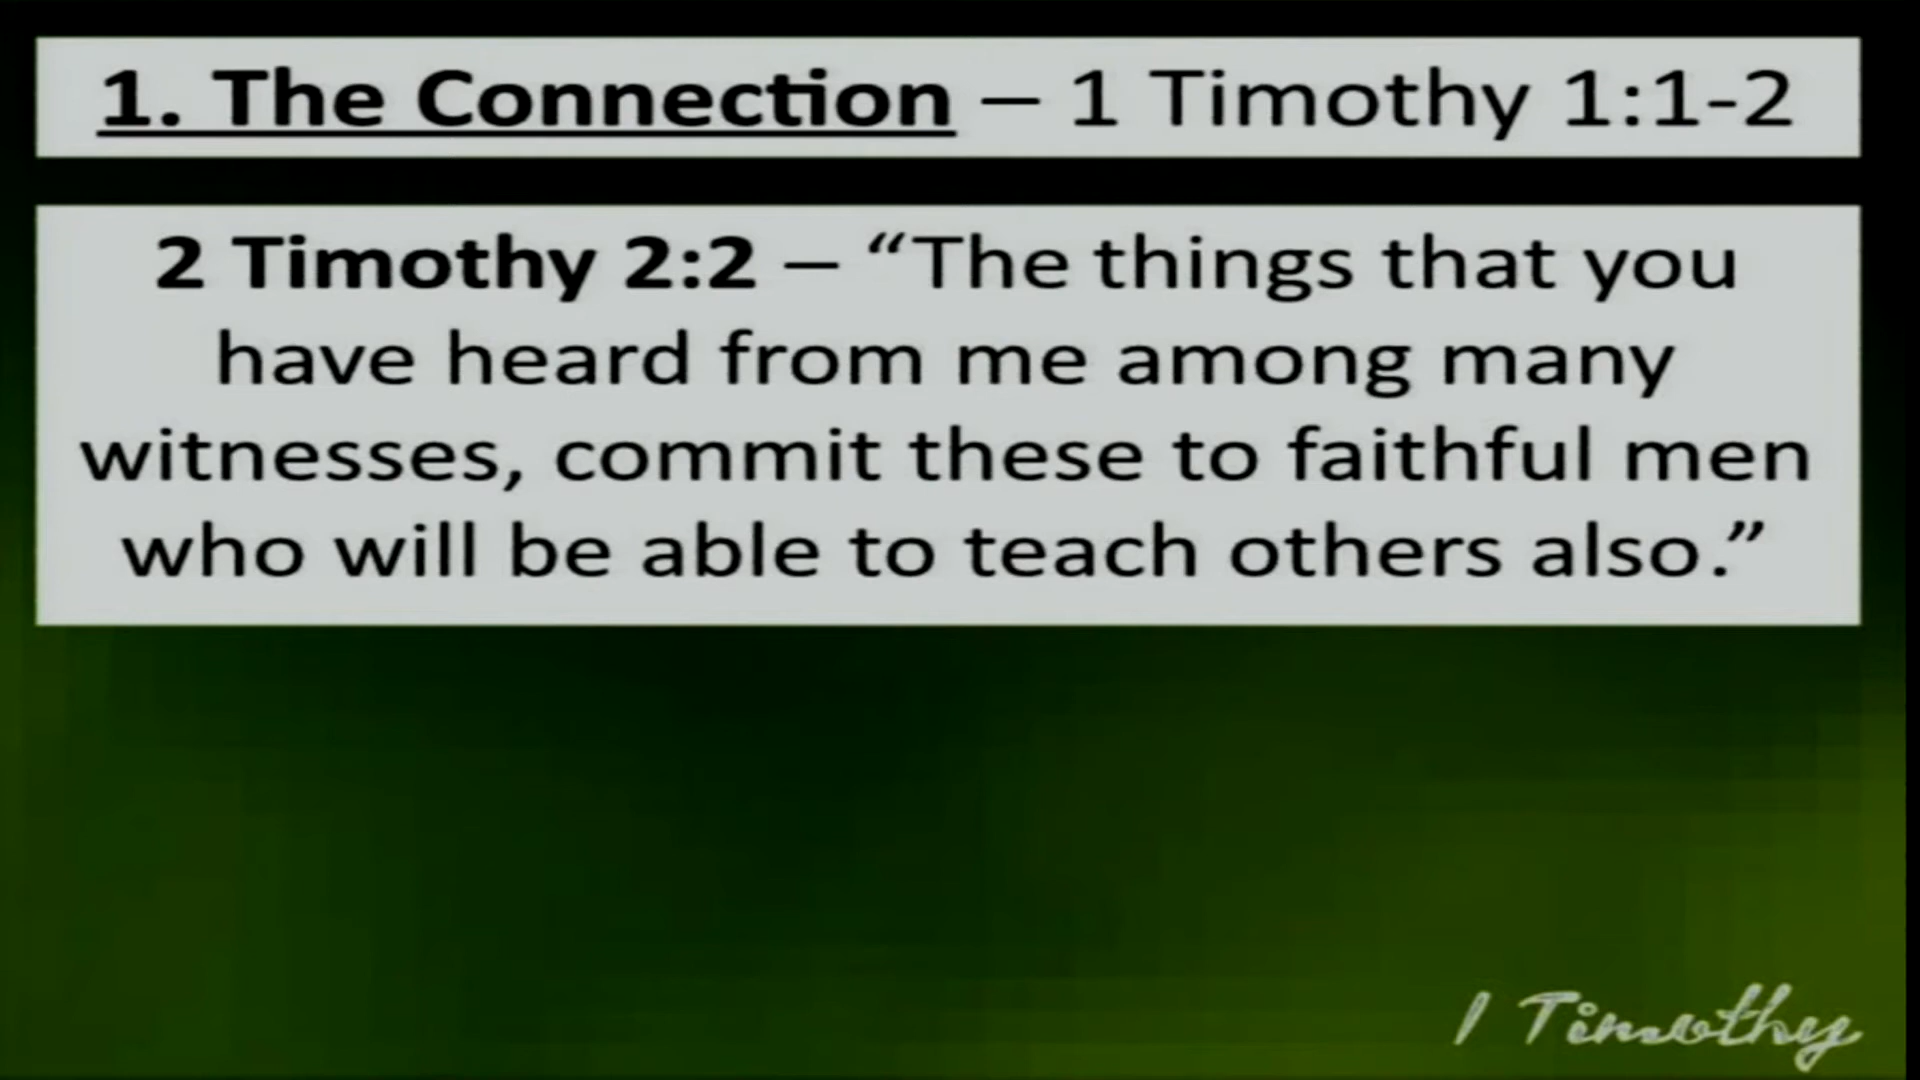 1. The Connection – 1 Timothy 1:1-2
2 Timothy 2:2 – “The things that you
have heard from me among many
witnesses, commit these to faithful men
who will be able to teach others also.”
1 Timothy